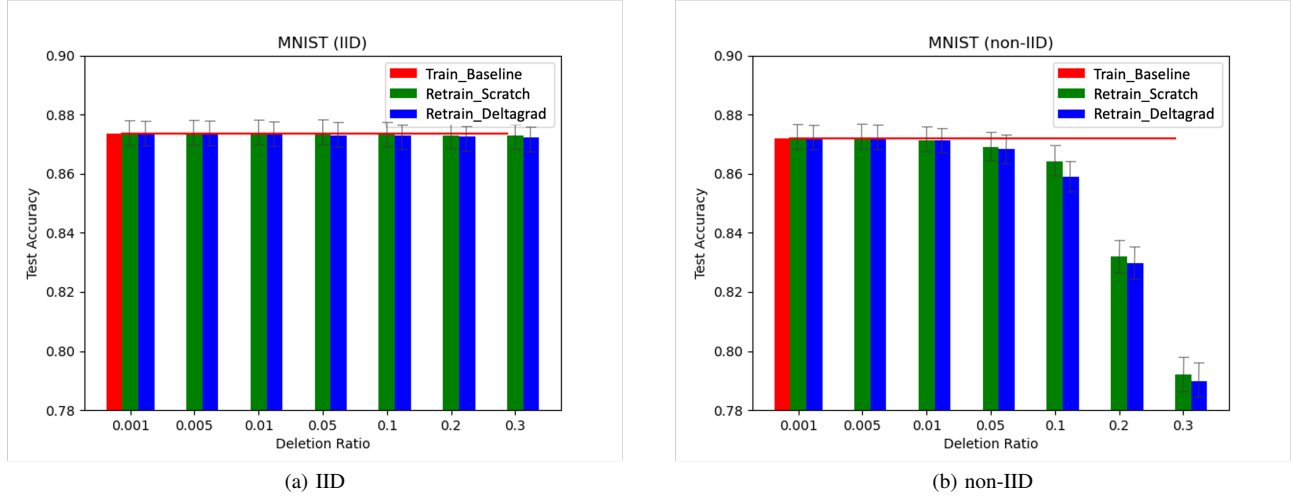 MNIST (IID)
0.90
0.88
0.86
0.84
0.82
0.80
0.78
Test Accuracy
Train_Baseline
Retrain_Scratch
Retrain_Deltagrad
0.001 0.005 0.01 0.05 0.1 0.2 0.3
Deletion Ratio
(a) IID
MNIST (non-IID)
0.90
0.88
0.86
0.84
0.82
0.80
0.78
Test Accuracy
Train_Baseline
Retrain_Scratch
Retrain_Deltagrad
0.001 0.005 0.01 0.05 0.1 0.2 0.3
Deletion Ratio
(b) non-IID